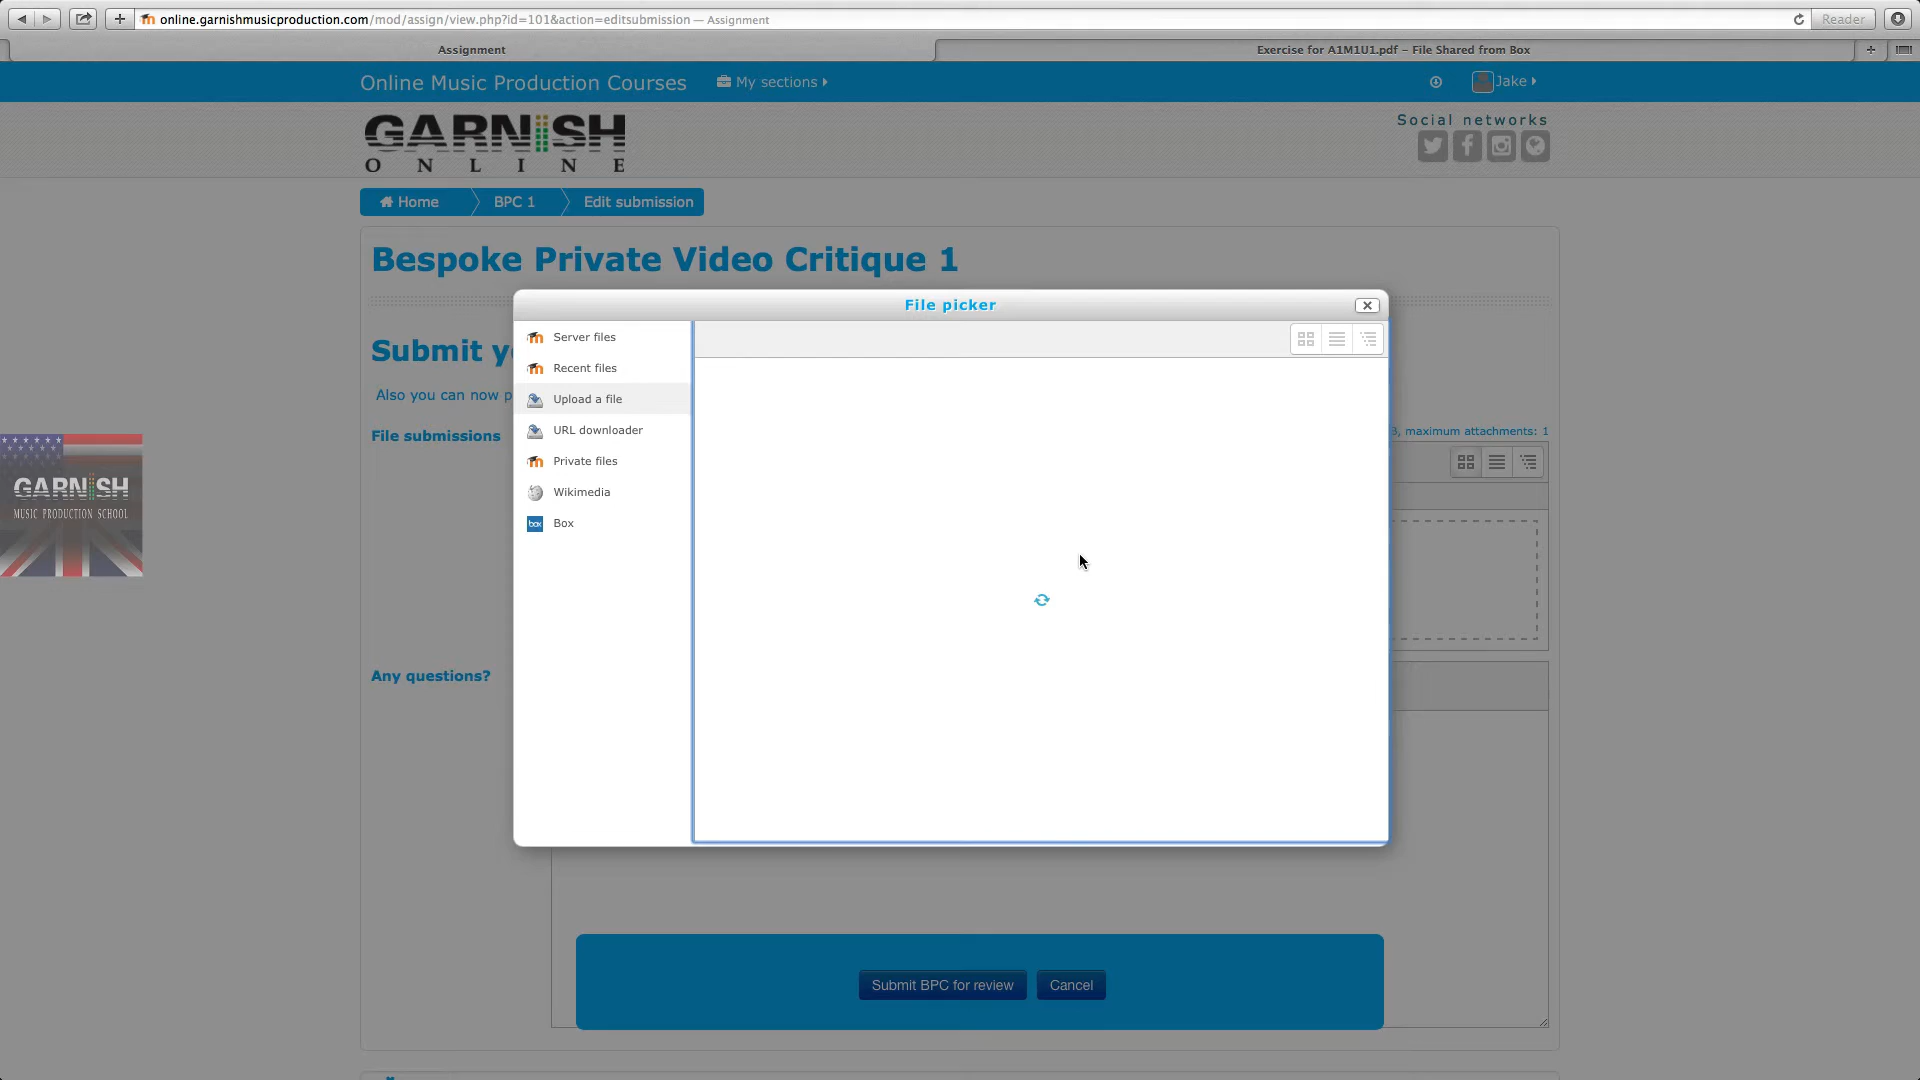 online.garnishmusicproduction.com/mod/assign/view.php?id=101&action=editsubmission — Assignment
Reader
Assignment
Exercise for A1M1U1.pdf – File Shared from Box
Online Music Production Courses
My sections
Jake
GARNISH
ONLINE
Social networks
Home
BPC 1
Edit submission
Bespoke Private Video Critique 1
File picker
Server files
Recent files
Submit y
Upload a file
Also you can now p
URL downloader
File submissions
, maximum attachments: 1
Private files
Wikimedia
GARNISH
MUSIC PRODUCTION SCHOOL
box
Box
Any questions?
Submit BPC for review
Cancel